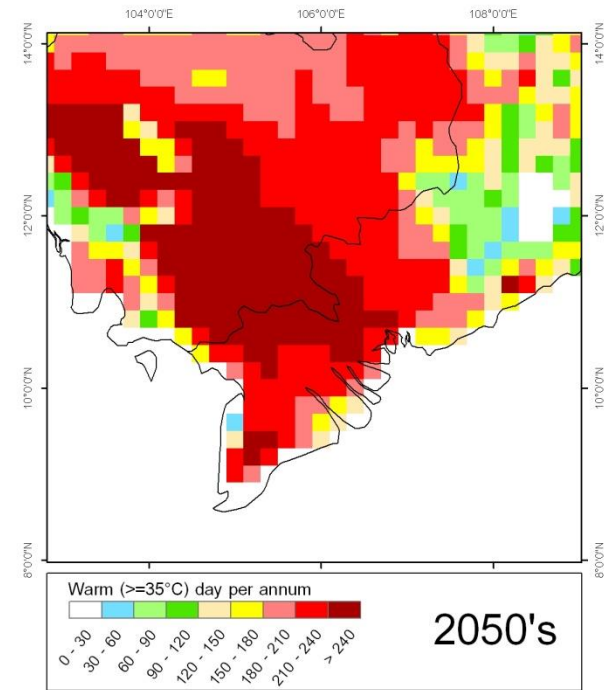 104°0'0"E 106°0'0"E 108°0'0"E
14°0'0"N 14°0'0"N
12°0'0"N 12°0'0"N
10°0'0"N 10°0'0"N
8°0'0"N 8°0'0"N
Warm (>=35°C) day per annum
0 - 30 30 - 60 60 - 90 90 - 120 120 - 150 150 - 180 180 - 210 210 - 240 > 240
2050's